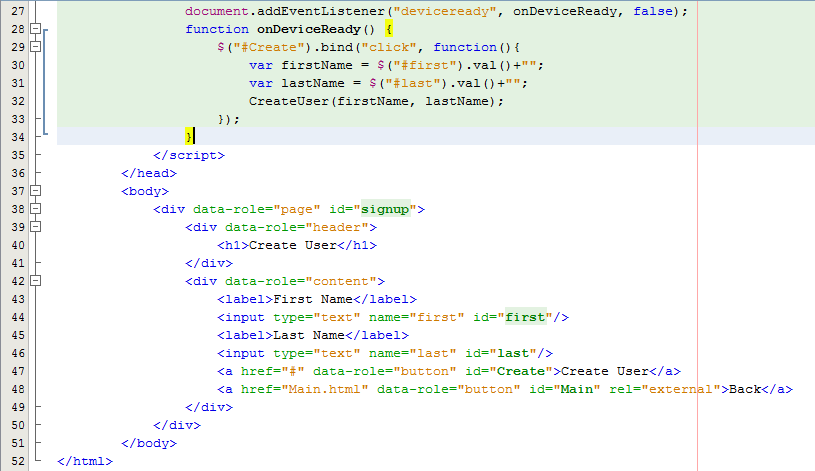 27 document.addEventListener("deviceready", onDeviceReady, false);
28 function onDeviceReady() {
29 $("#Create").bind("click", function(){
30 var firstName = $("#first").val()+"";
31 var lastName = $("#last").val()+"";
32 CreateUser(firstName, lastName);
33 });
34 }
35 </script>
36 </head>
37 <body>
38 <div data-role="page" id="signup">
39 <div data-role="header">
40 <h1>Create User</h1>
41 </div>
42 <div data-role="content">
43 <label>First Name</label>
44 <input type="text" name="first" id="first"/>
45 <label>Last Name</label>
46 <input type="text" name="last" id="last"/>
47 <a href="#" data-role="button" id="Create">Create User</a>
48 <a href="Main.html" data-role="button" id="Main" rel="external">Back</a>
49 </div>
50 </div>
51 </body>
52 </html>